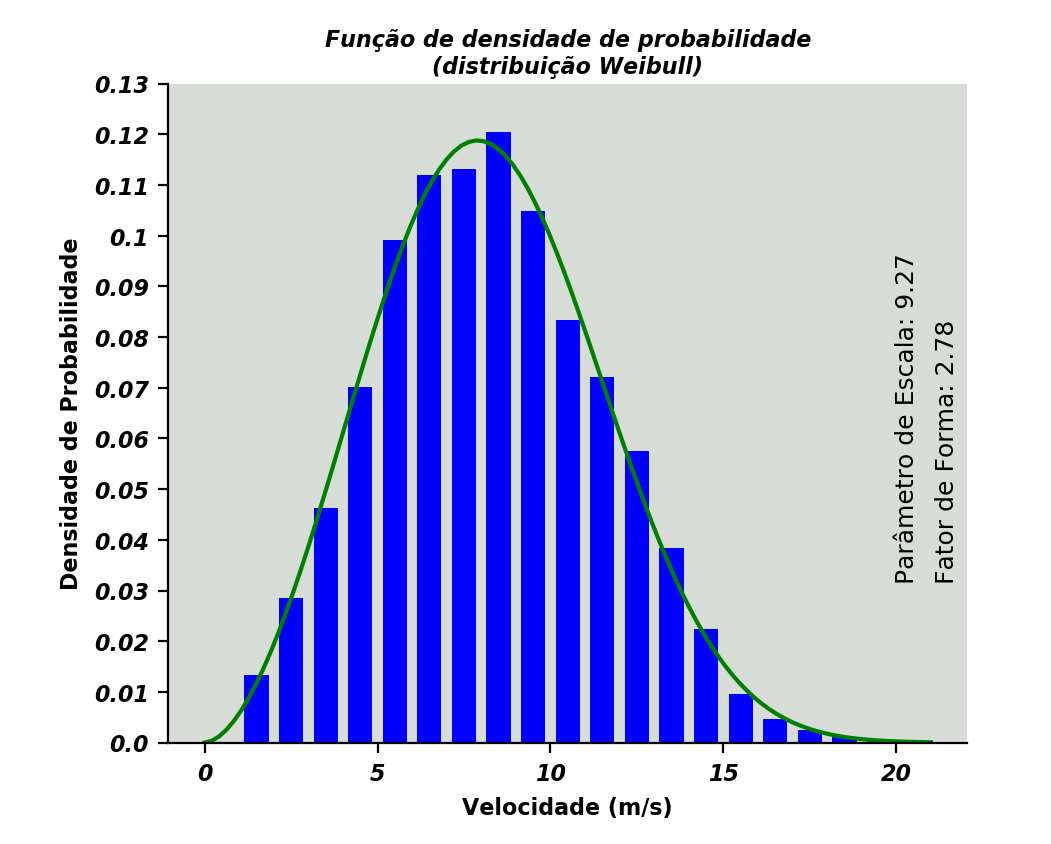 Função de densidade de probabilidade
(distribuição Weibull)
0.13
0.12
0.11
0.1
0.09
0.08
0.07
0.06
0.05
0.04
0.03
0.02
0.01
0.0
Densidade de Probabilidade
Parâmetro de Escala: 9.27
Fator de Forma: 2.78
0 5 10 15 20
Velocidade (m/s)